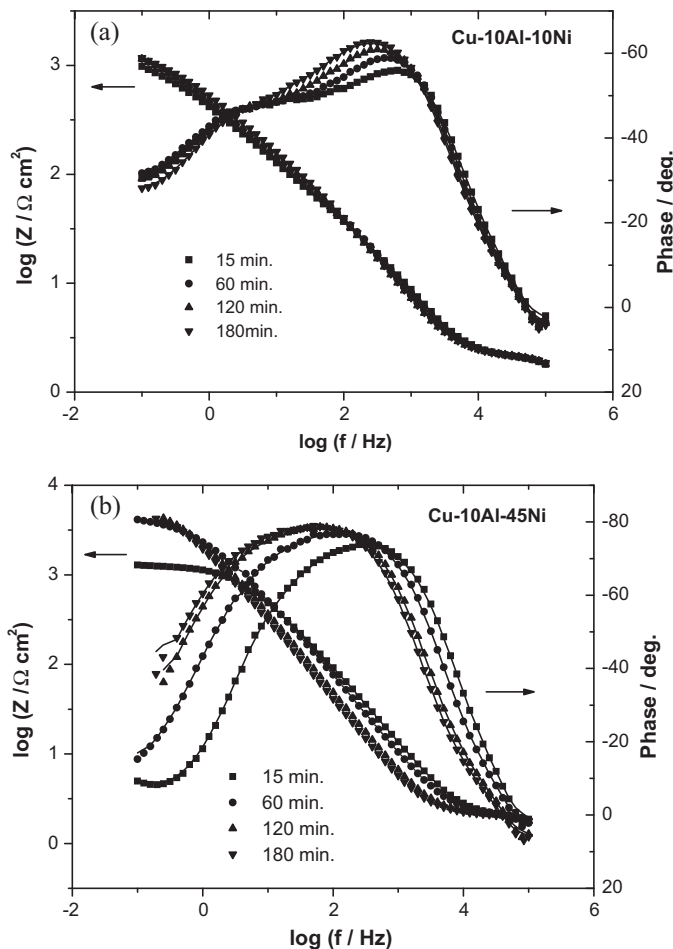 (a)
Cu-10Al-10Ni
3
2
1
0
log (Z / Ω cm²)
-60
-40
-20
0
20
Phase / deg.
15 min.
60 min.
120 min.
180min.
-2 0 2 4 6
log (f / Hz)
(b)
Cu-10Al-45Ni
4
3
2
1
0
log (Z / Ω cm²)
-80
-60
-40
-20
0
20
Phase / deg.
15 min.
60 min.
120 min.
180 min.
-2 0 2 4 6
log (f / Hz)